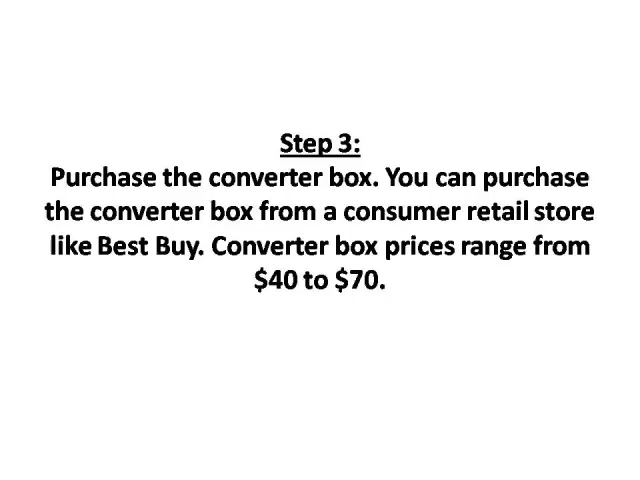 Step 3:
Purchase the converter box. You can purchase
the converter box from a consumer retail store
like Best Buy. Converter box prices range from
$40 to $70.